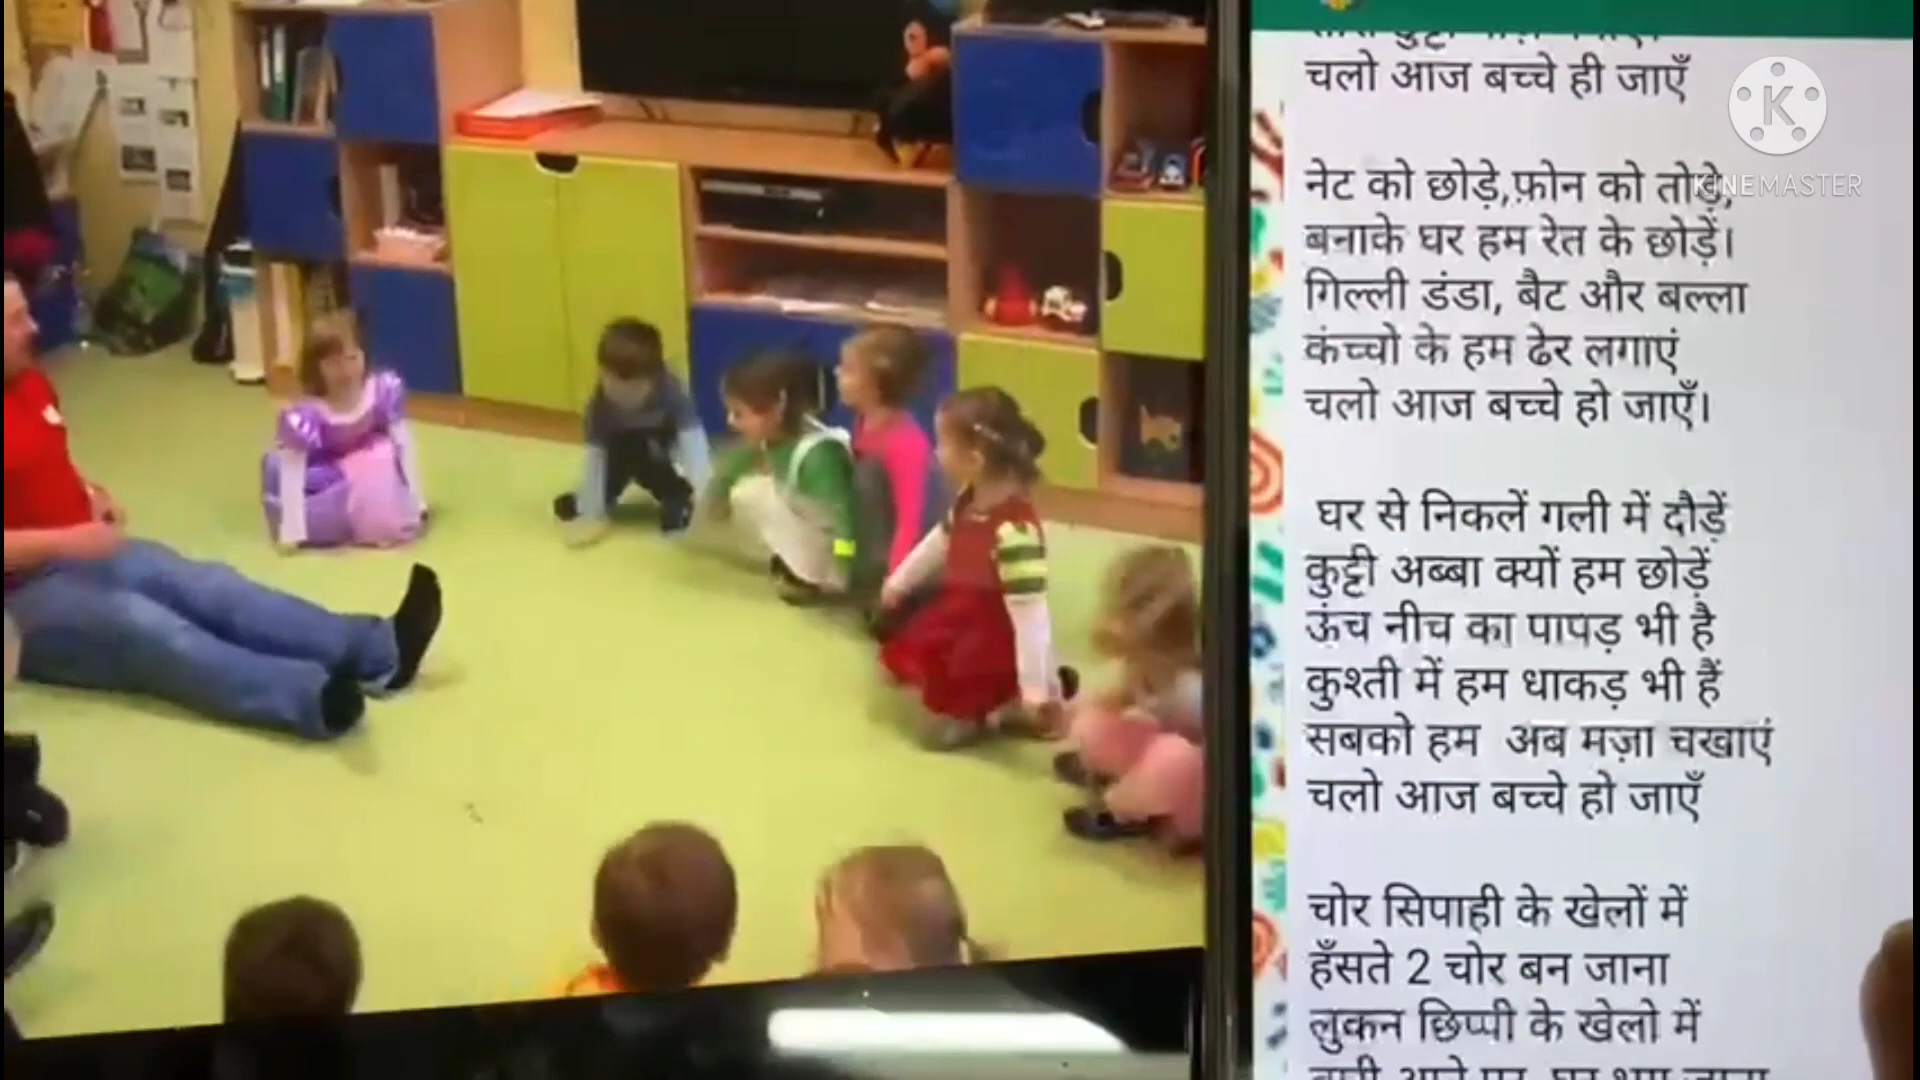 चलो आज बच्चे ही जाएँ
KINEMASTER
नेट को छोड़े,फ़ोन को तोड़े,
बनाके घर हम रेत के छोड़ें।
गिल्ली डंडा, बैट और बल्ला
कंच्चो के हम ढेर लगाएं
चलो आज बच्चे हो जाएँ।
घर से निकलें गली में दौड़ें
कुट्टी अब्बा क्यों हम छोड़ें
ऊंच नीच का पापड़ भी है
कुश्ती में हम धाकड़ भी हैं
सबको हम अब मज़ा चखाएं
चलो आज बच्चे हो जाएँ
चोर सिपाही के खेलों में
हँसते 2 चोर बन जाना
लुकन छिप्पी के खेलो में